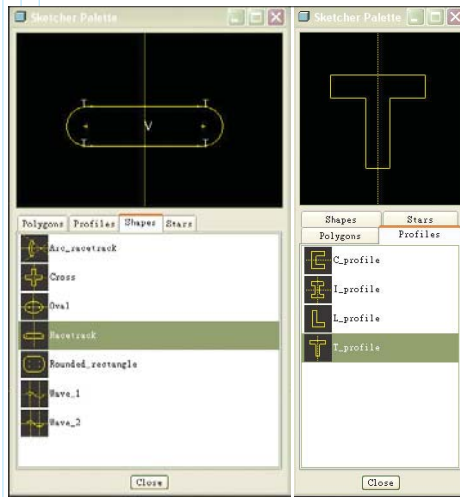 Sketcher Palette
T T
V
T T
Polygons Profiles Shapes Stars
Arc_racetrack
Cross
Oval
Racetrack
Rounded_rectangle
Wave_1
Wave_2
Close
Sketcher Palette
Shapes Stars
Polygons Profiles
C_profile
I_profile
L_profile
T_profile
Close